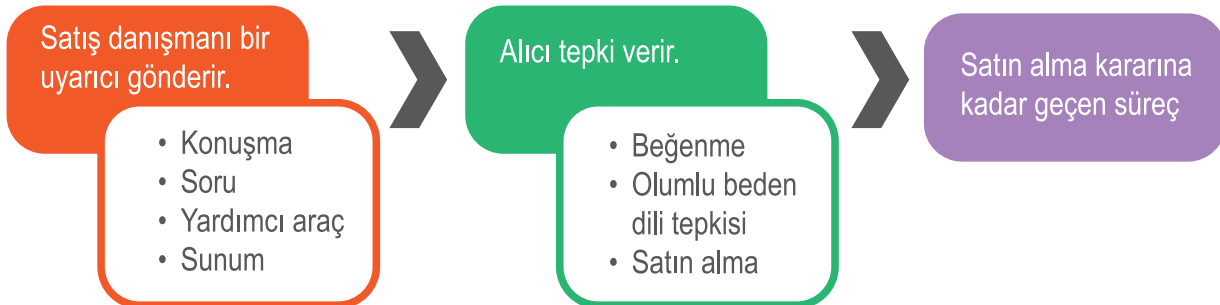 Satış danışmanı bir
uyarıcı gönderir.
• Konuşma
• Soru
• Yardımcı araç
• Sunum
Alıcı tepki verir.
• Beğenme
• Olumlu beden
dili tepkisi
• Satın alma
Satın alma kararına
kadar geçen süreç